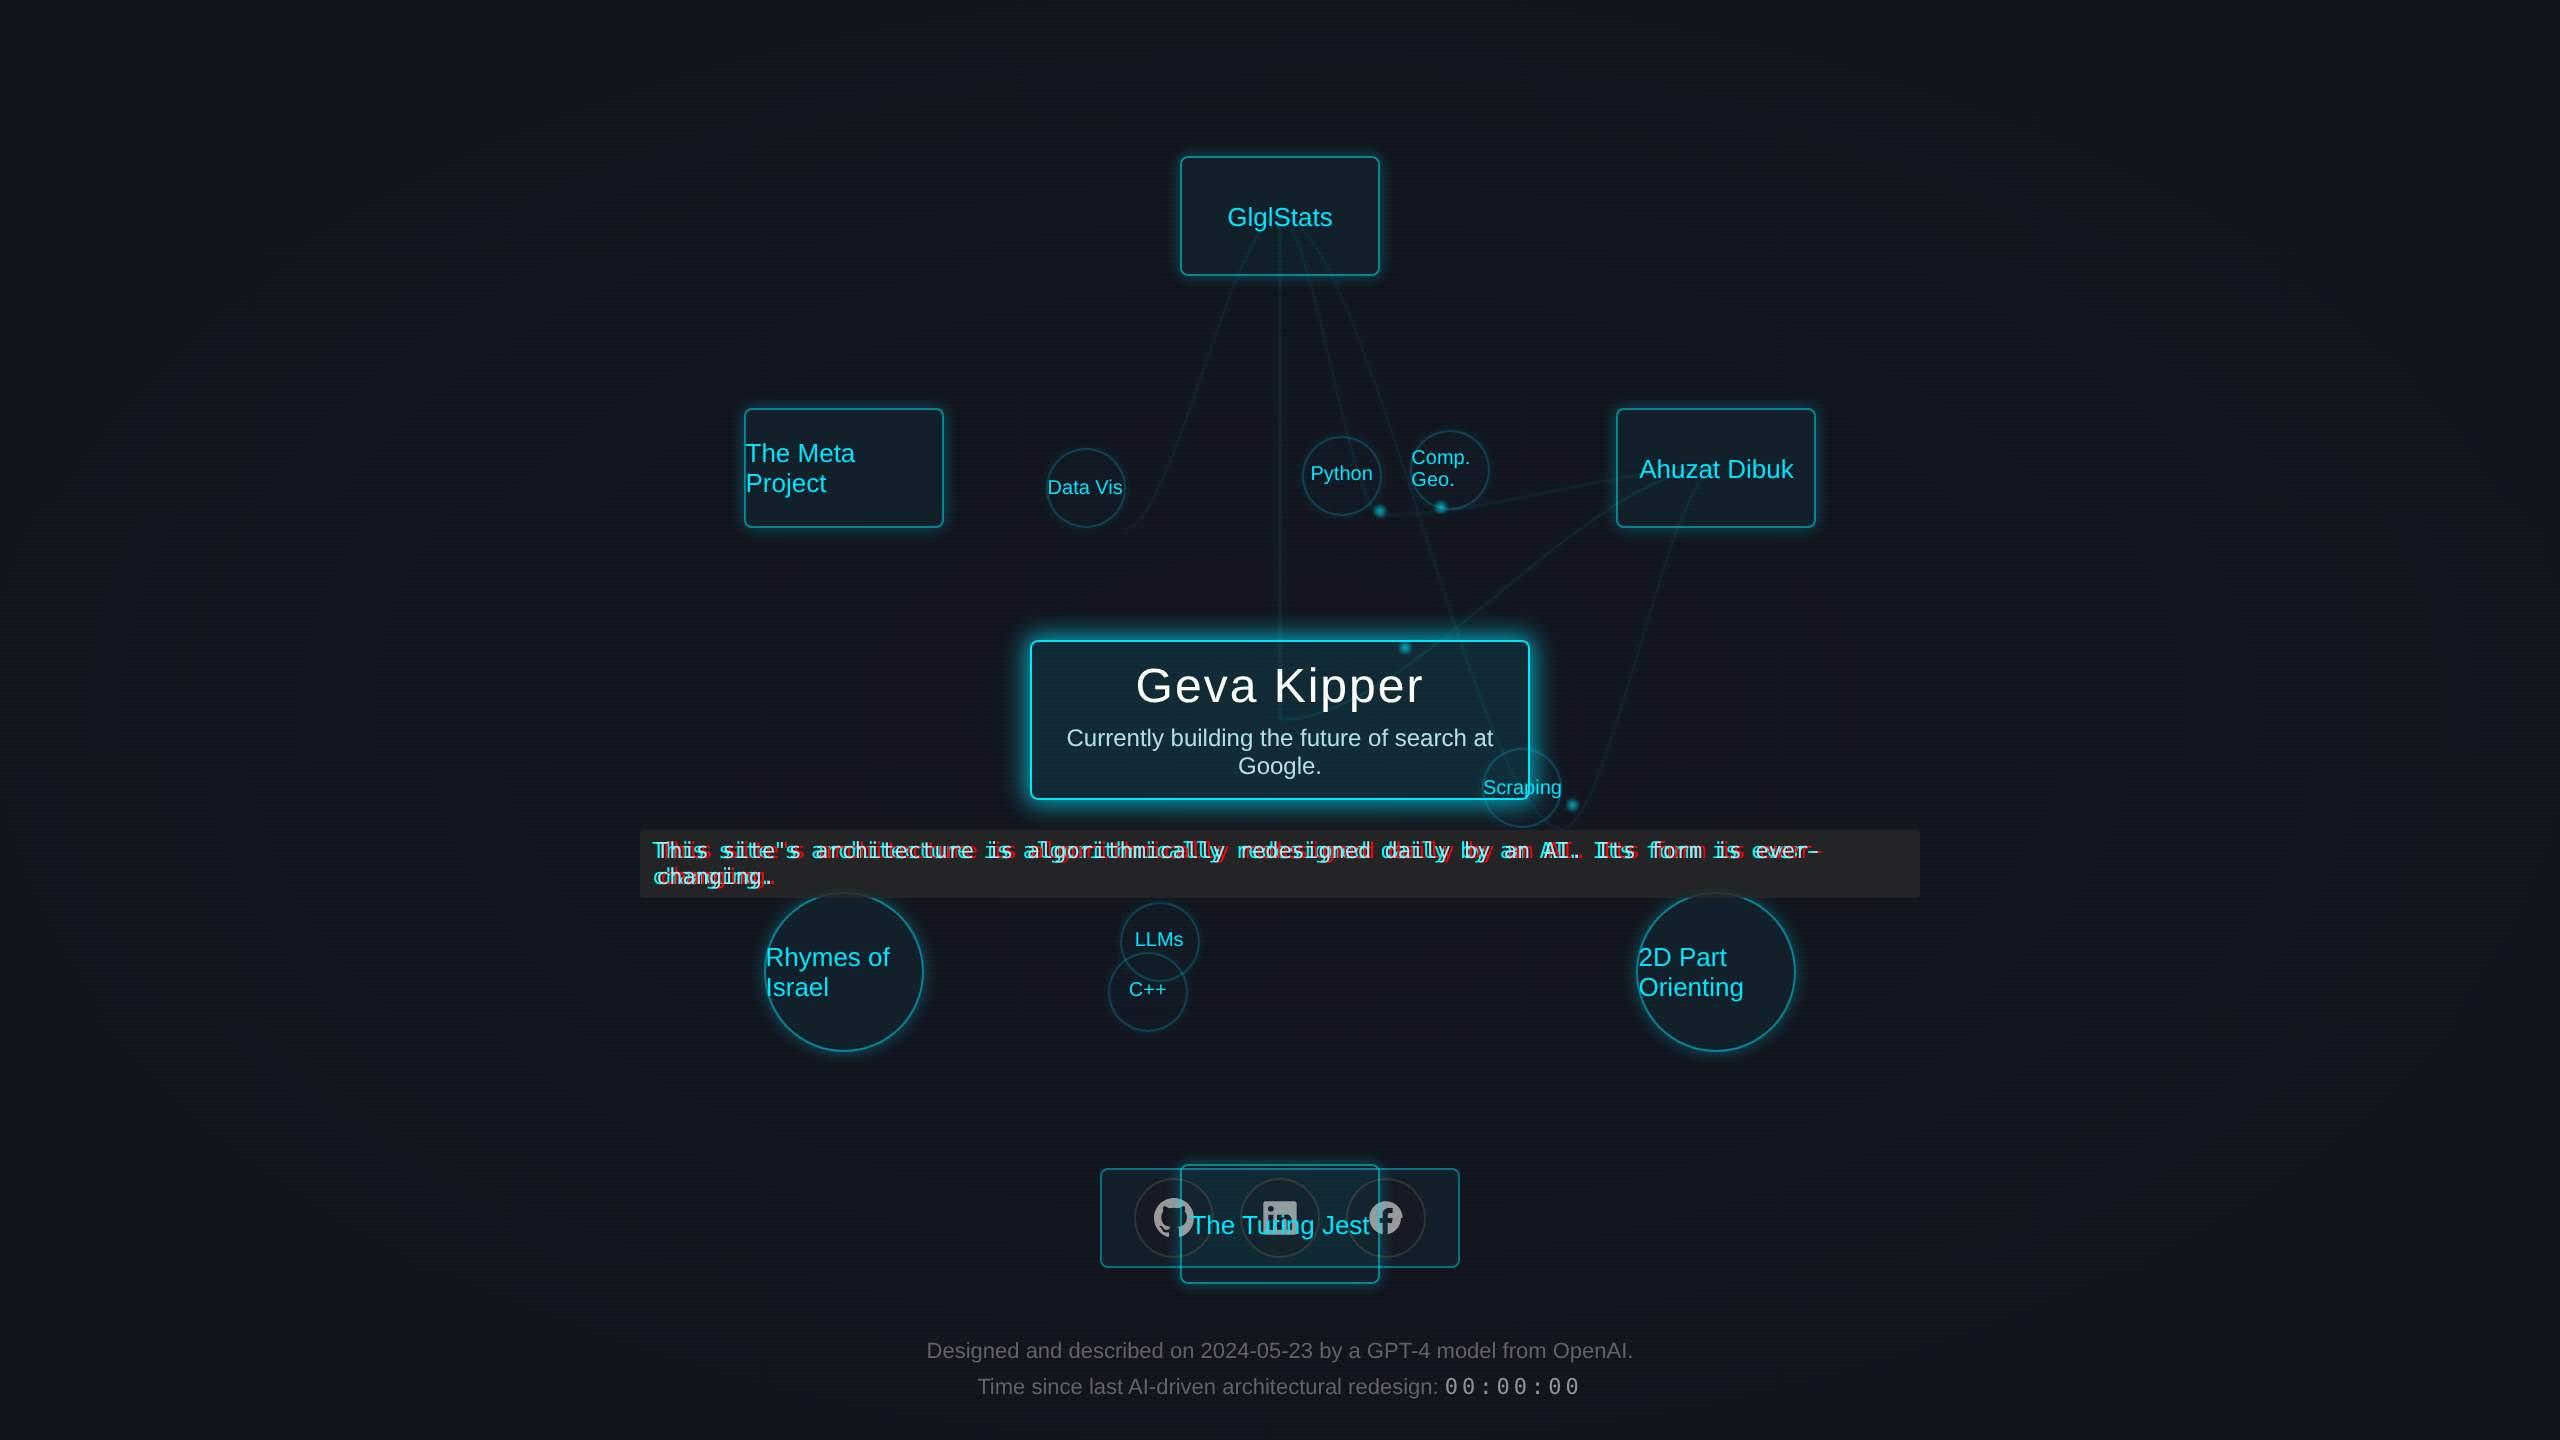 GlglStats
The Meta
Project
Data Vis
Python
Comp.
Geo.
Ahuzat Dibuk
Geva Kipper
Currently building the future of search at
Google.
Scraping
This site"s architecture is algorithmically redesigned daily by an AI. Its form is ever-
changing.
LLMs
C++
Rhymes of
Israel
2D Part
Orienting
The Turing Jest
Designed and described on 2024-05-23 by a GPT-4 model from OpenAI.
Time since last AI-driven architectural redesign: 00:00:00